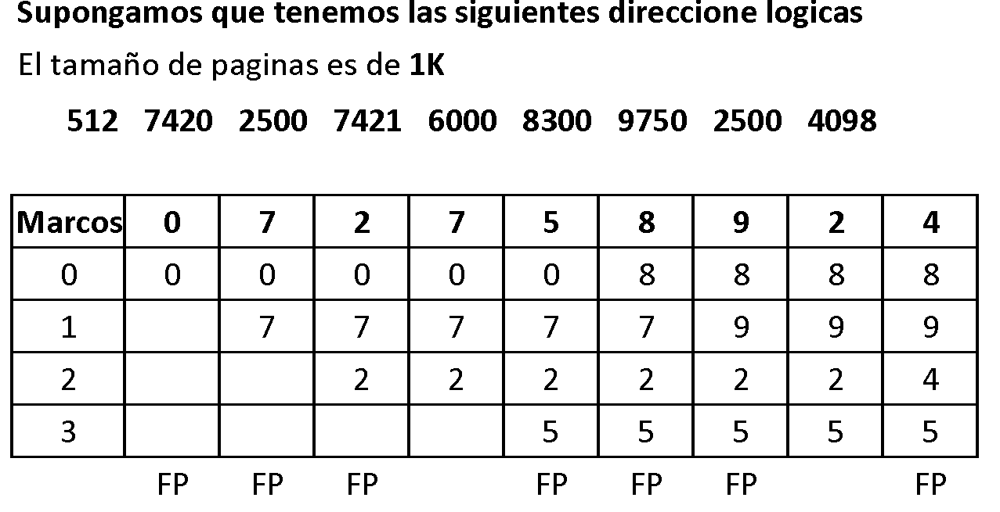 Supongamos que tenemos las siguientes direccione logicas
El tamaño de paginas es de 1K
512 7420 2500 7421 6000 8300 9750 2500 4098
Marcos 0 7 2 7 5 8 9 2 4
0 0 0 0 0 0 8 8 8 8
1 7 7 7 7 7 9 9 9
2 2 2 2 2 2 2 4
3 5 5 5 5 5
FP FP FP FP FP FP FP